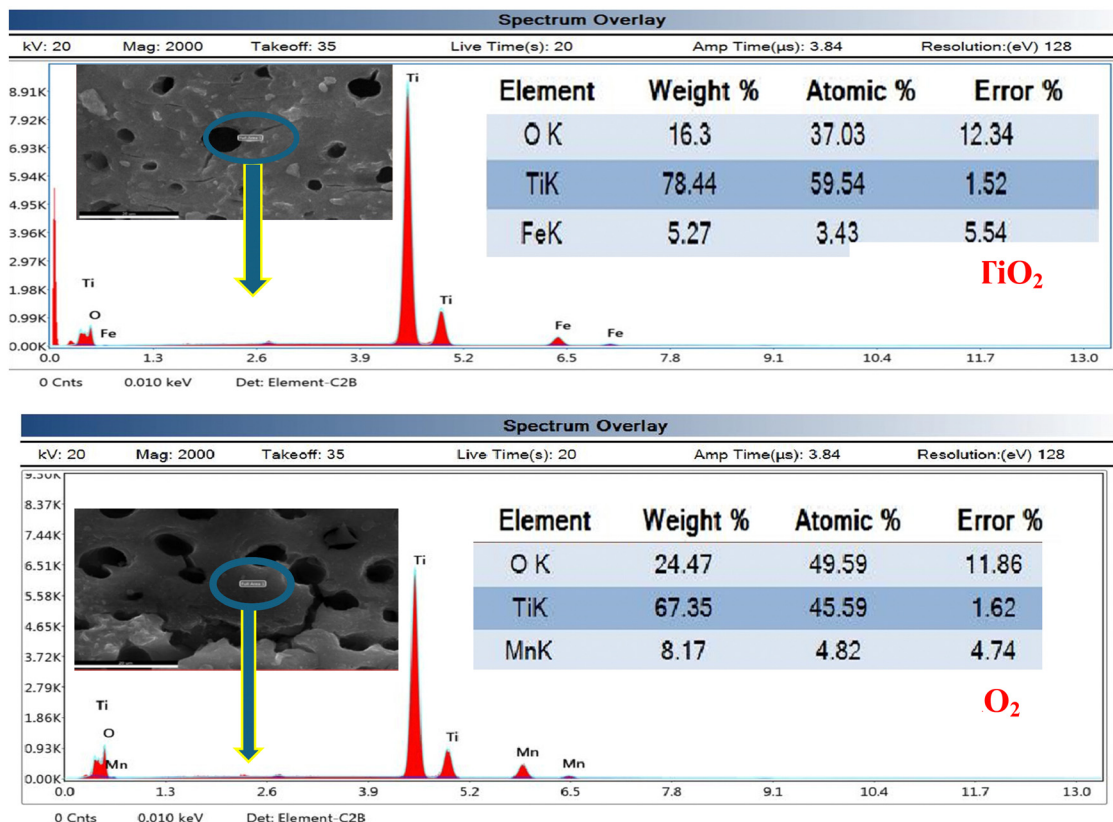 Spectrum Overlay
kV: 20 Mag: 2000 Takeoff: 35 Live Time(s): 20 Amp Time(µs): 3.84 Resolution:(eV) 128
8.91K
7.92K
6.93K
5.94K
4.95K
3.96K
2.97K
1.98K
0.99K
0.00K
Ti
O
Fe
Ti
Ti
Fe
Fe
Element Weight % Atomic % Error %
O K 16.3 37.03 12.34
TiK 78.44 59.54 1.52
FeK 5.27 3.43 5.54
TiO₂
0.0 1.3 2.6 3.9 5.2 6.5 7.8 9.1 10.4 11.7 13.0
0 Cnts 0.010 keV Det: Element-C2B
Spectrum Overlay
kV: 20 Mag: 2000 Takeoff: 35 Live Time(s): 20 Amp Time(µs): 3.84 Resolution:(eV) 128
9.30K
8.37K
7.44K
6.51K
5.58K
4.65K
3.72K
2.79K
1.86K
0.93K
0.00K
Ti
O
Mn
Ti
Ti
Mn
Mn
Element Weight % Atomic % Error %
O K 24.47 49.59 11.86
TiK 67.35 45.59 1.62
MnK 8.17 4.82 4.74
O₂
0.0 1.3 2.6 3.9 5.2 6.5 7.8 9.1 10.4 11.7 13.0
0 Cnts 0.010 keV Det: Element-C2B